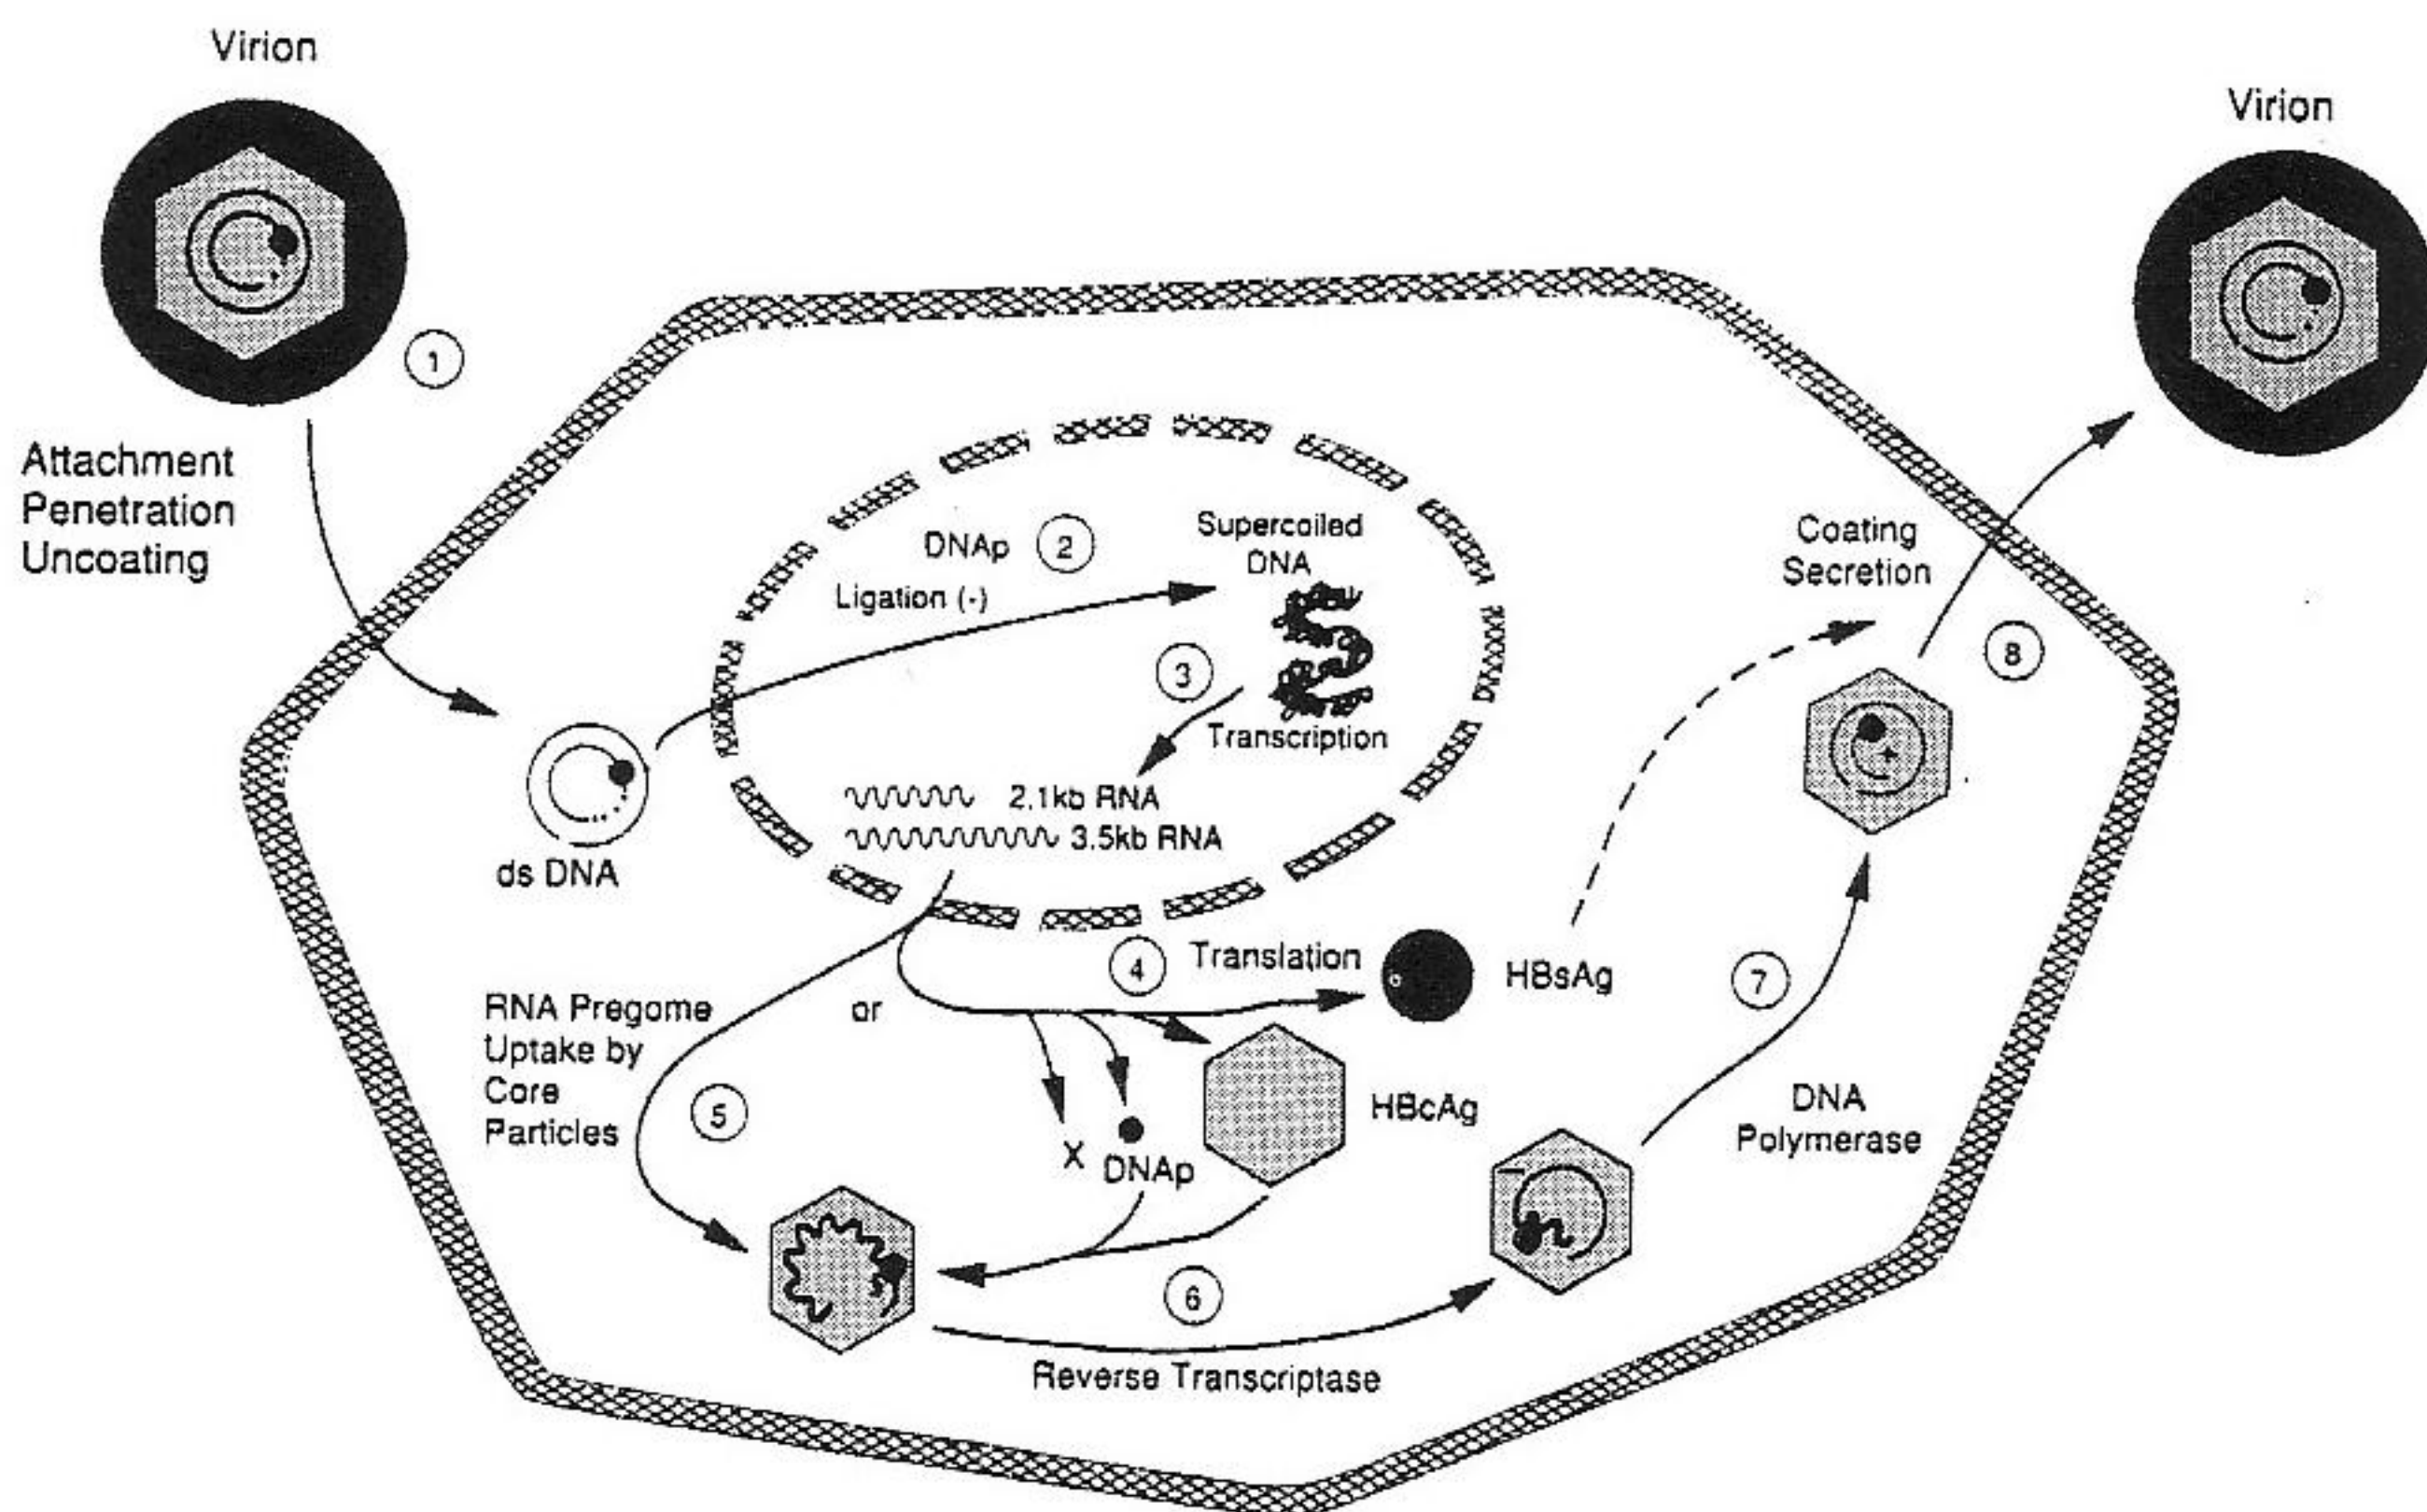 Virion
Virion
1
Attachment
Penetration
Uncoating
DNAp
2
Ligation (-)
Supercoiled
DNA
3
Transcription
2.1kb RNA
3.5kb RNA
ds DNA
Coating
Secretion
8
4
Translation
HBsAg
7
RNA Pregome
Uptake by
Core
Particles
or
5
X
DNAp
HBcAg
DNA
Polymerase
6
Reverse Transcriptase